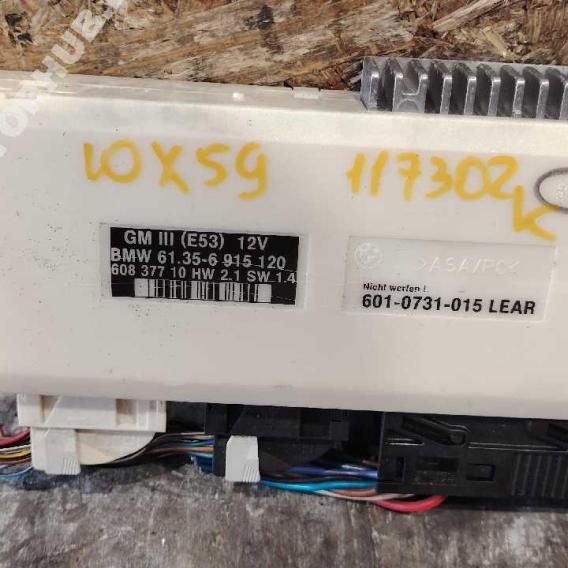 10X59
117302K
GM III (E53) 12V
BMW 61.35-6 915 120
608 377 10 HW 2.1 SW 1.4
>ASA/PC<
Nicht werfen !
601-0731-015 LEAR